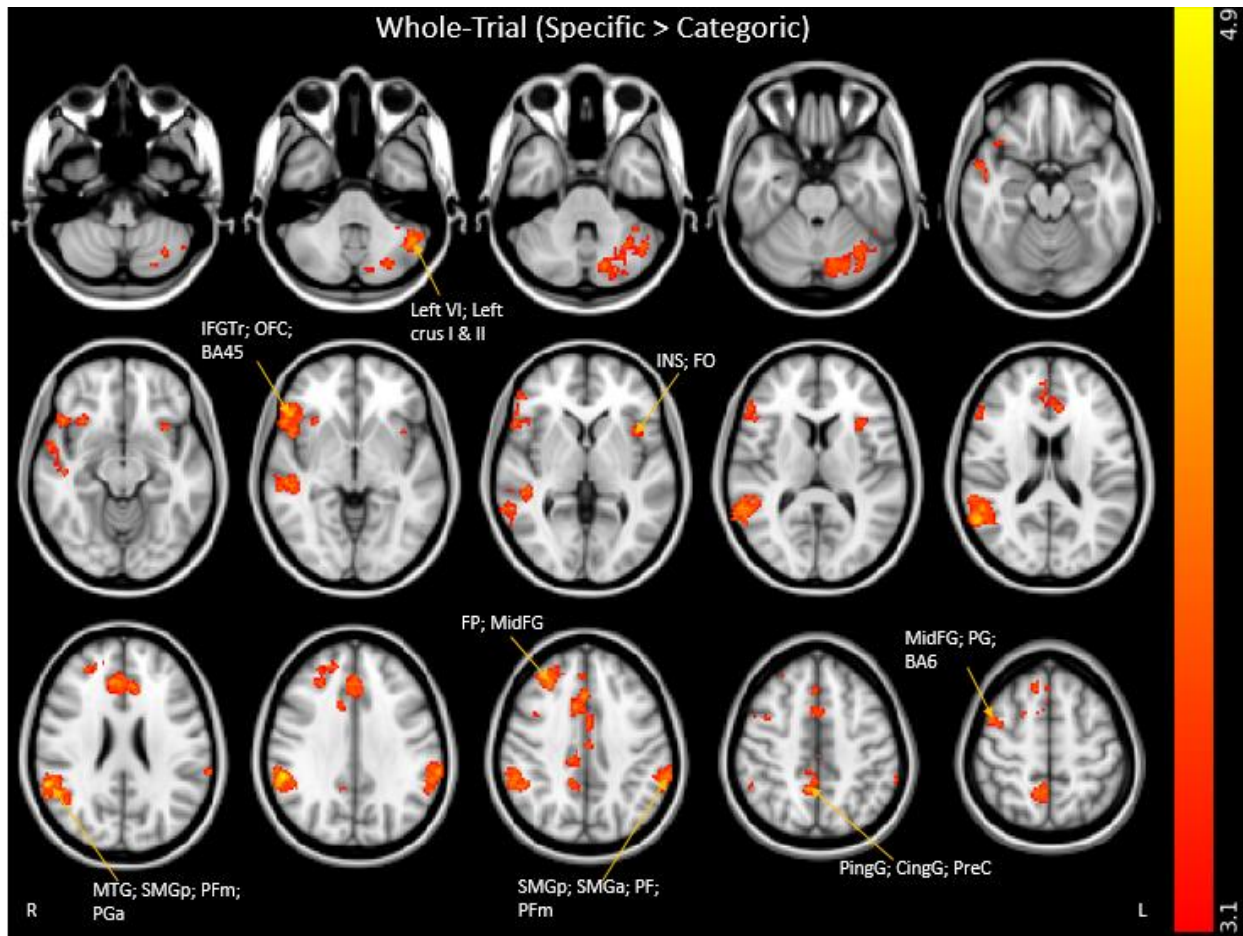 Whole-Trial (Specific > Categoric)
4.9
Left VI; Left
crus I & II
IFGTr; OFC;
BA45
INS; FO
FP; MidFG
MidFG; PG;
BA6
MTG; SMGp; PFm;
PGa
SMGp; SMGa; PF;
PFm
PingG; CingG; PreC
R
L
3.1